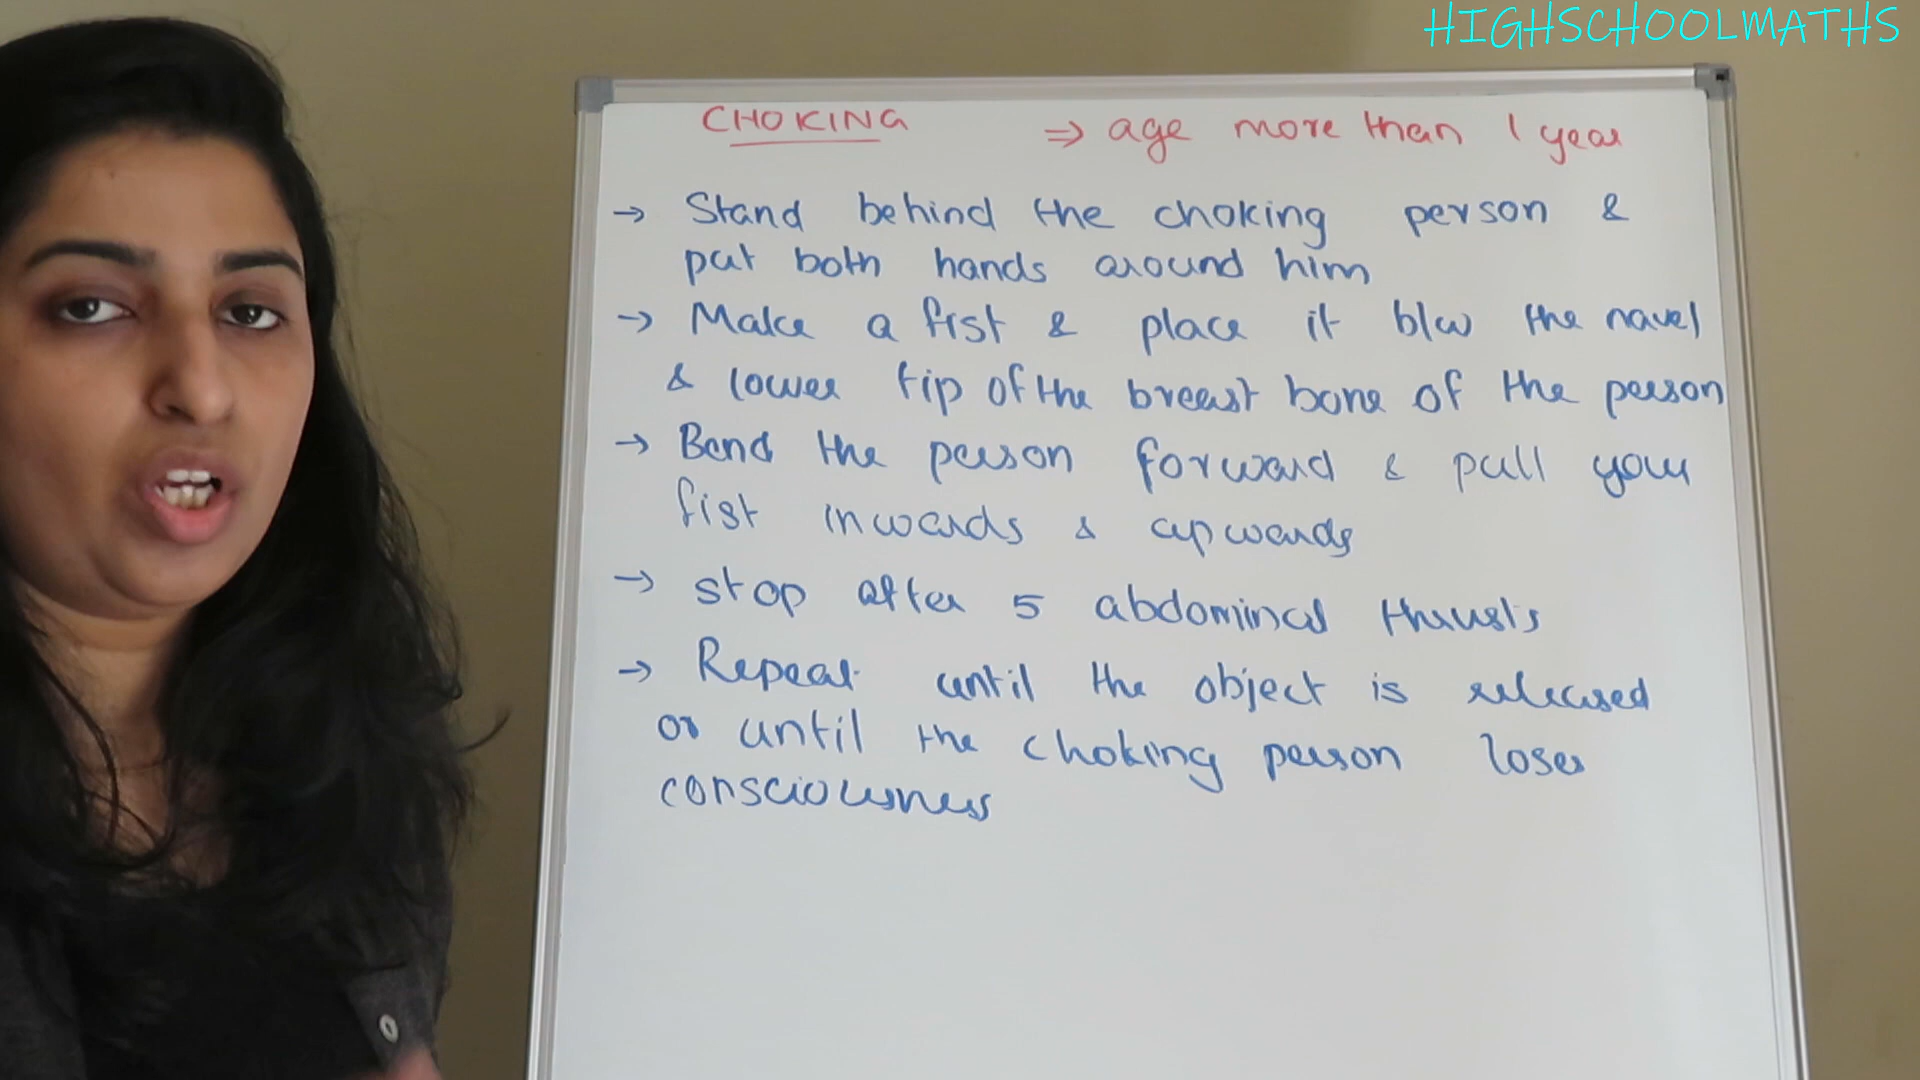 HIGHSCHOOLMATHS
CHOKING ⇒ age more than 1 year
→ Stand behind the choking person &
put both hands around him
→ Make a fist & place it b/w the navel
& lower tip of the breast bone of the person
→ Bend the person forward & pull your
fist inwards & upwards
→ stop after 5 abdominal thrusts
→ Repeat until the object is released
or until the choking person loses
consciousness